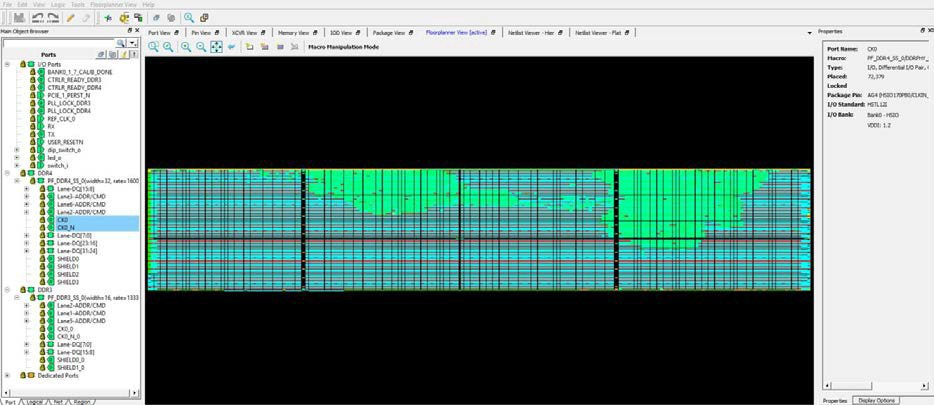 File Edit View Logic Tools Floorplanner View Help
Main Object Browser
Ports
I/O Ports
BANK0_1_7_CALIB_DONE
CTRLR_READY_DDR3
CTRLR_READY_DDR4
PCIE_1_PERST_N
PLL_LOCK_DDR3
PLL_LOCK_DDR4
REF_CLK_0
RX
TX
USER_RESETN
dip_switch_o
led_o
switch_i
DDR4
PF_DDR4_SS_0(width=32, rate=1600
Lane-DQ[15:8]
Lane3-ADDR/CMD
Lane6-ADDR/CMD
Lane2-ADDR/CMD
CK0
CK0_N
Lane-DQ[7:0]
Lane-DQ[23:16]
Lane-DQ[31:24]
SHIELD0
SHIELD1
SHIELD2
SHIELD3
DDR3
PF_DDR3_SS_0(width=16, rate=1333
Lane2-ADDR/CMD
Lane1-ADDR/CMD
Lane5-ADDR/CMD
CK0_0
CK0_N_0
Lane-DQ[7:0]
Lane-DQ[15:8]
SHIELD0_0
SHIELD1_0
Dedicated Ports
Port Logical Net Region
Port View Pin View XCVR View Memory View IOD View Package View Floorplanner View [active] Netlist Viewer - Hier Netlist Viewer - Flat
Macro Manipulation Mode
Properties
Port Name: CK0
Macro: PF_DDR4_SS_0/DDRPHY_
Type: I/O, Differential I/O Pair,
Placed: 72,379
Locked
Package Pin: AG4 (HSIO170PB0/CLKIN_
I/O Standard: HSTL12I
I/O Bank: Bank0 - HSIO
VDDI: 1.2
Properties Display Options